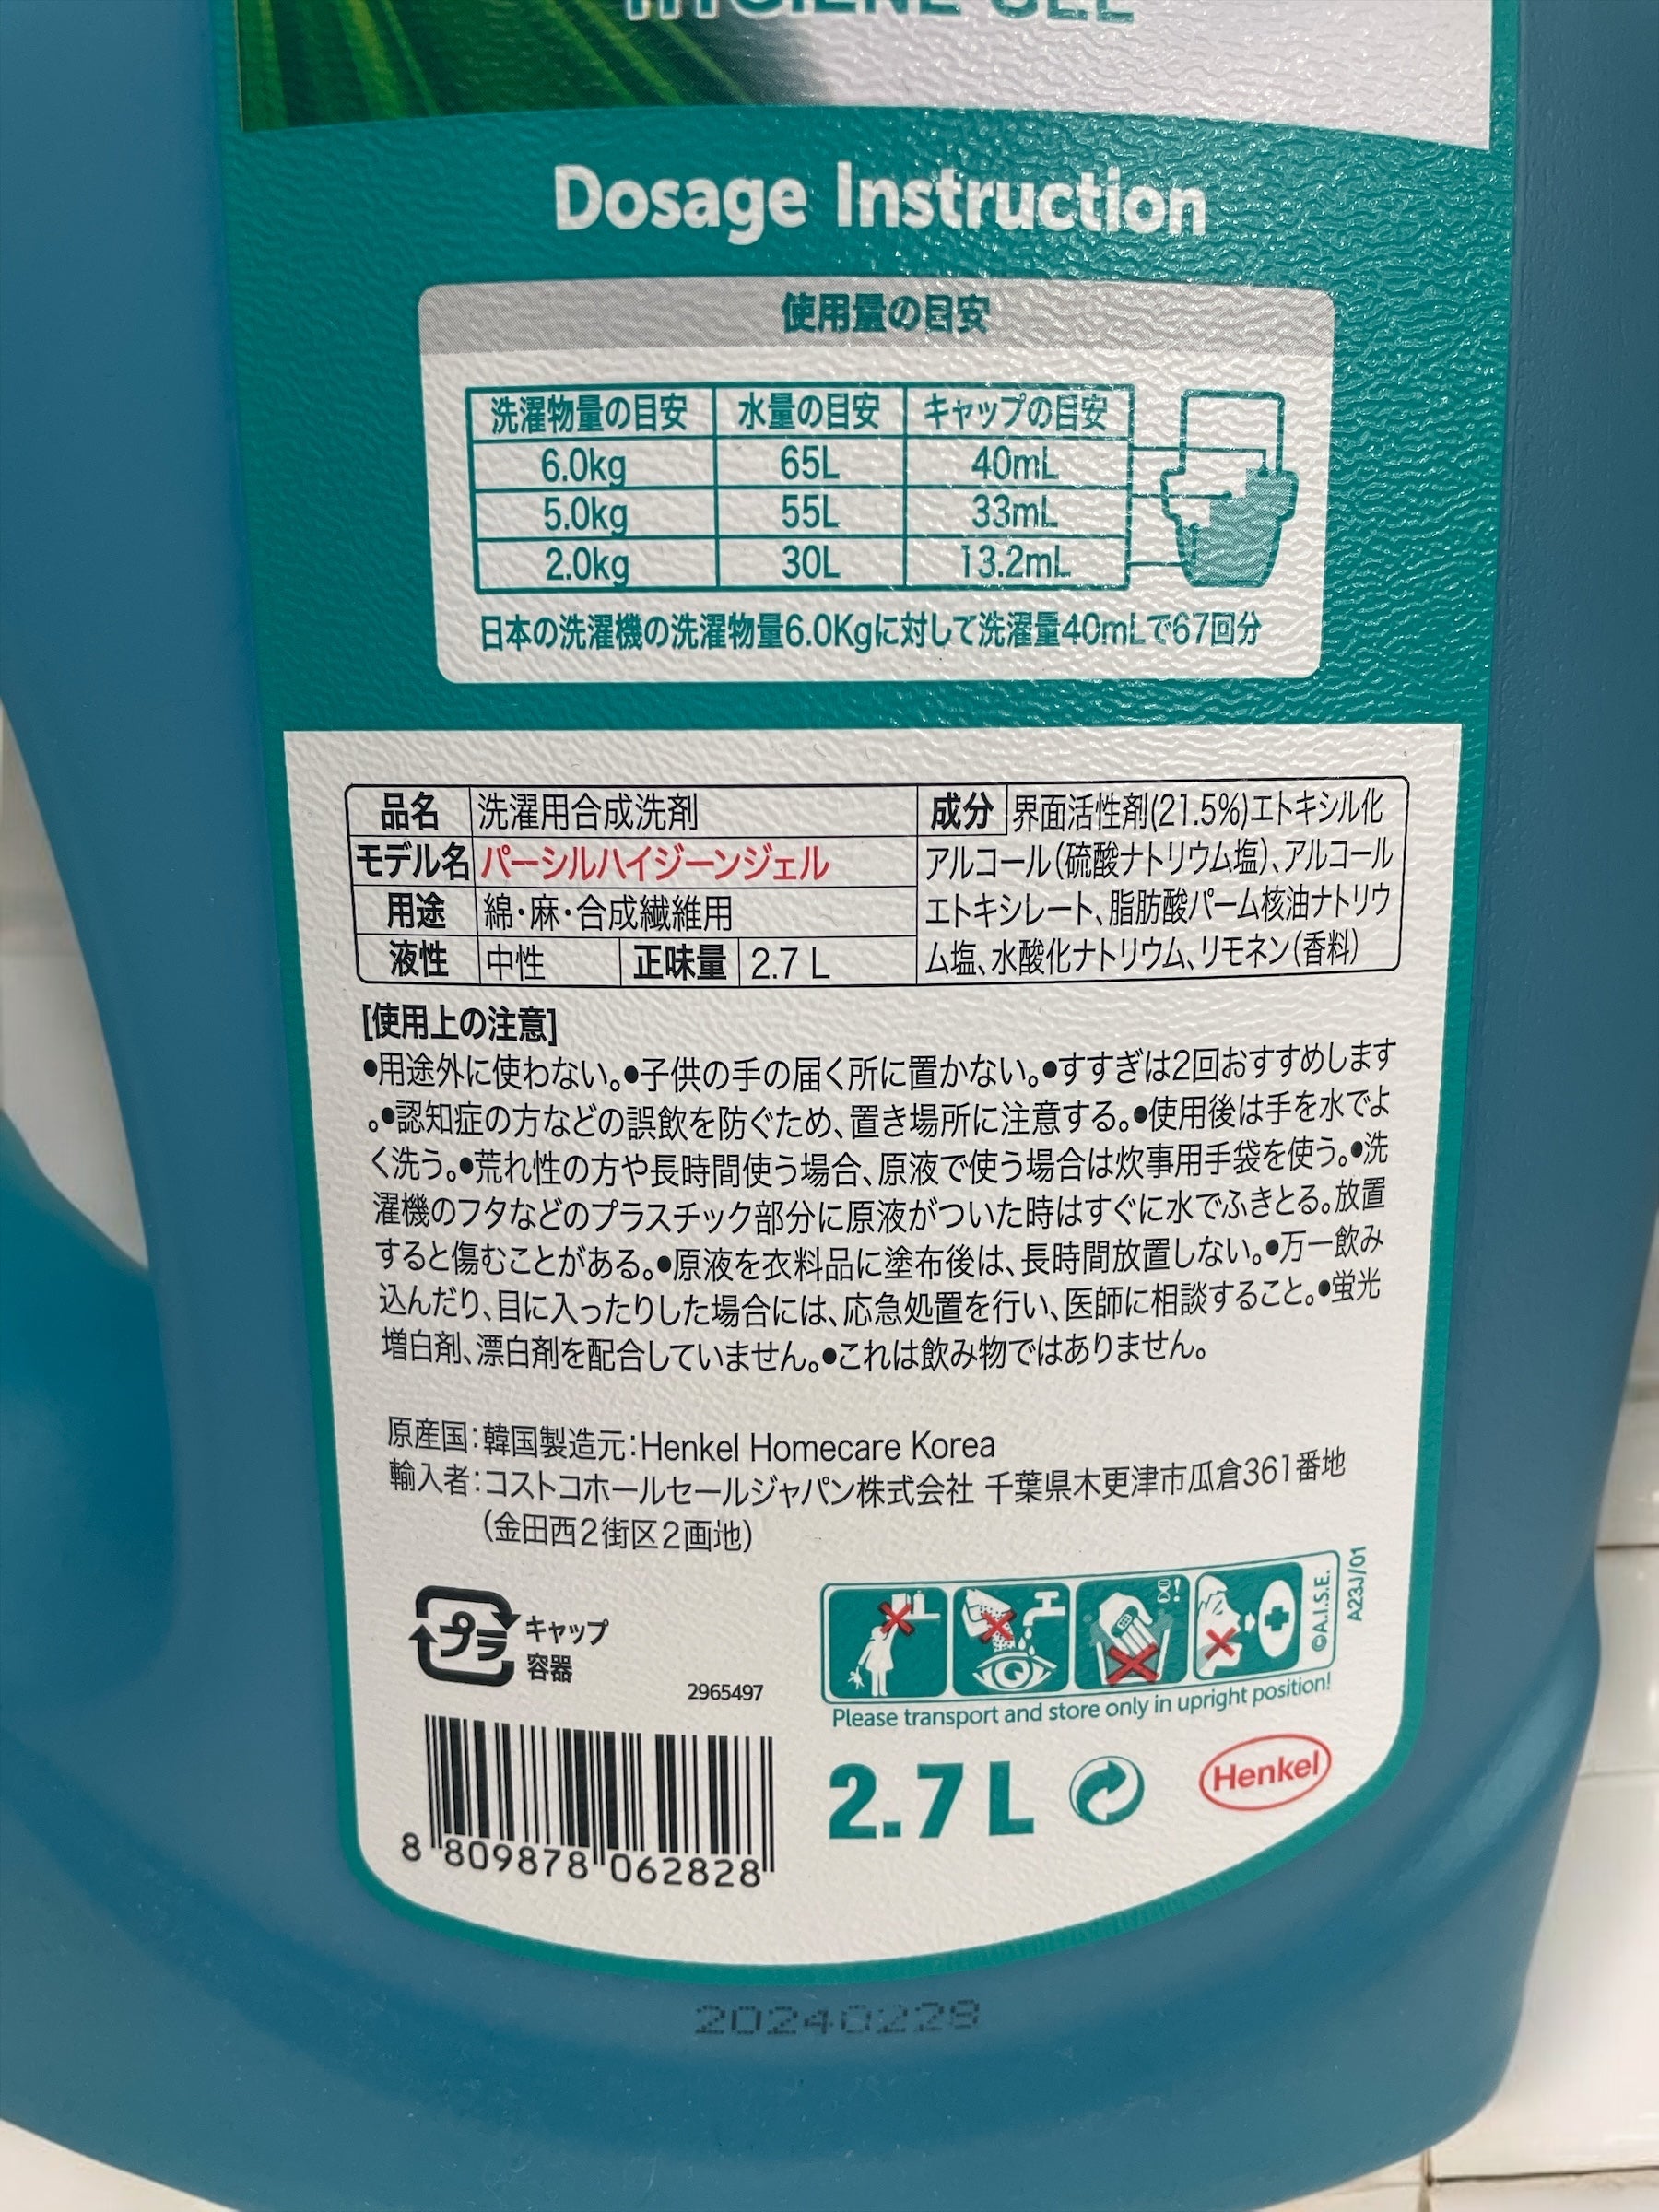 HYGIENE GEL
Dosage Instruction
使用量の目安
洗濯物量の目安 水量の目安 キャップの目安
6.0kg 65L 40mL
5.0kg 55L 33mL
2.0kg 30L 13.2mL
日本の洗濯機の洗濯物量6.0Kgに対して洗濯量40mLで67回分
品名 洗濯用合成洗剤
モデル名 パーシルハイジーンジェル
用途 綿・麻・合成繊維用
液性 中性 正味量 2.7 L
成分 界面活性剤(21.5%)エトキシル化
アルコール(硫酸ナトリウム塩)、アルコール
エトキシレート、脂肪酸パーム核油ナトリウ
ム塩、水酸化ナトリウム、リモネン(香料)
[使用上の注意]
●用途外に使わない。●子供の手の届く所に置かない。●すすぎは2回おすすめします
。●認知症の方などの誤飲を防ぐため、置き場所に注意する。●使用後は手を水でよ
く洗う。●荒れ性の方や長時間使う場合、原液で使う場合は炊事用手袋を使う。●洗
濯機のフタなどのプラスチック部分に原液がついた時はすぐに水でふきとる。放置
すると傷むことがある。●原液を衣料品に塗布後は、長時間放置しない。●万一飲み
込んだり、目に入ったりした場合には、応急処置を行い、医師に相談すること。●蛍光
増白剤、漂白剤を配合していません。●これは飲み物ではありません。
原産国:韓国製造元:Henkel Homecare Korea
輸入者:コストコホールセールジャパン株式会社 千葉県木更津市瓜倉361番地
(金田西2街区2画地)
プラ
キャップ
容器
2965497
©A.I.S.E.
A23J/01
Please transport and store only in upright position!
8 809878 062828
2.7 L
Henkel
20240228